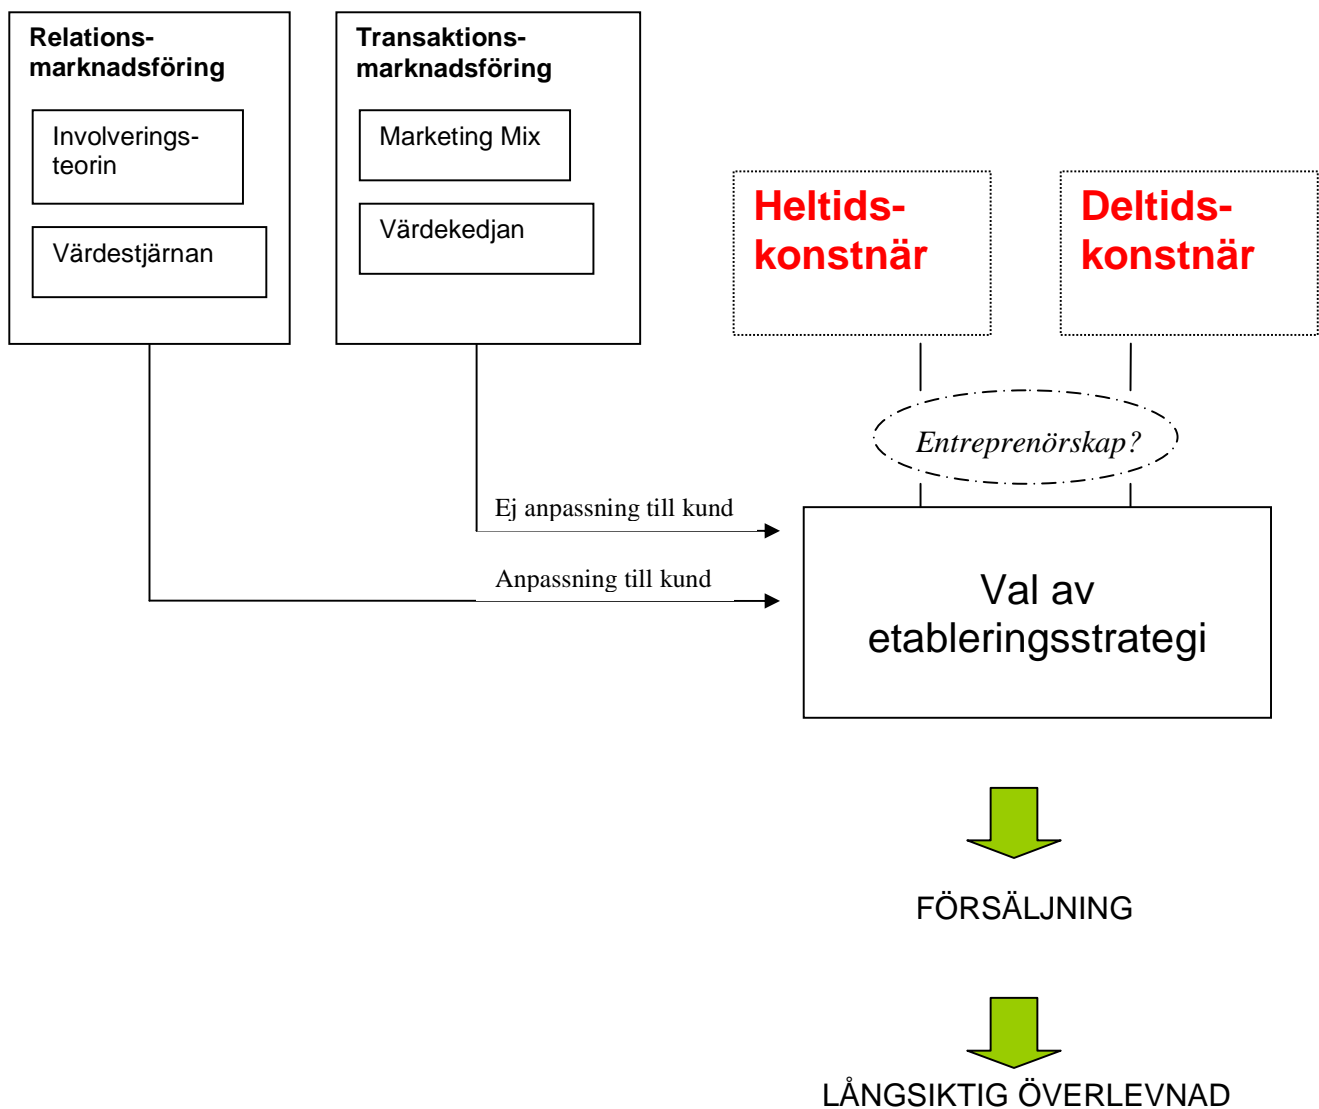 Relations-
marknadsföring
Involverings-
teorin
Värdestjärnan
Transaktions-
marknadsföring
Marketing Mix
Värdekedjan
Heltids-
konstnär
Deltids-
konstnär
Entreprenörskap?
Ej anpassning till kund
Anpassning till kund
Val av
etableringsstrategi
FÖRSÄLJNING
LÅNGSIKTIG ÖVERLEVNAD